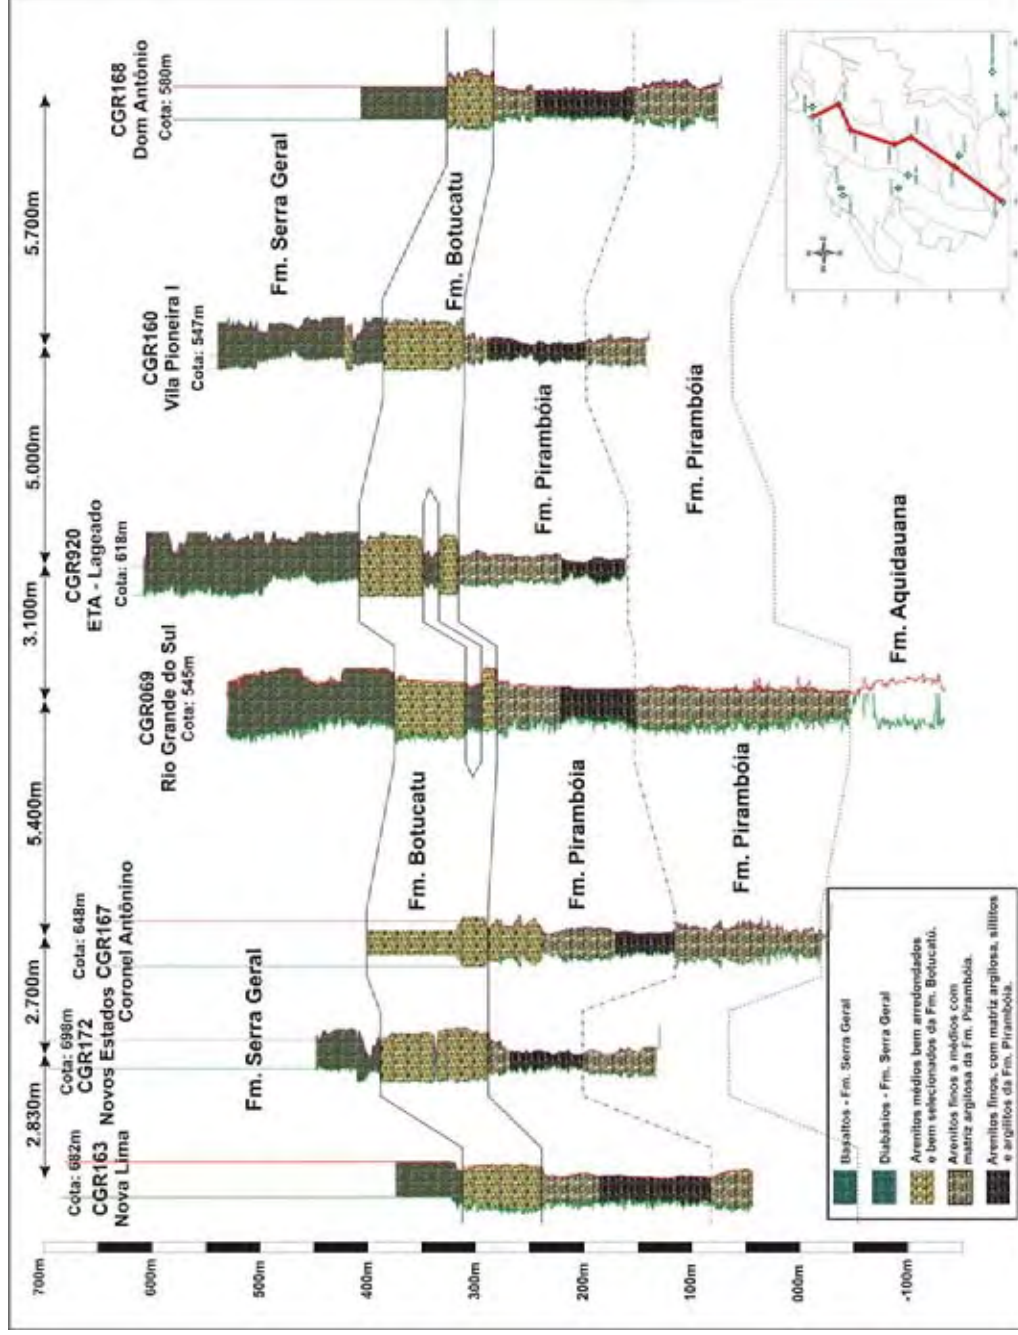 2.830m
2.700m
5.400m
3.100m
5.000m
5.700m
Cota: 682m
CGR163
Nova Lima
Cota: 698m
CGR172
Novos Estados
Cota: 648m
CGR167
Coronel Antônino
CGR069
Rio Grande do Sul
Cota: 545m
CGR920
ETA - Lageado
Cota: 618m
CGR160
Vila Pioneira I
Cota: 547m
CGR168
Dom Antônio
Cota: 580m
700m
600m
500m
400m
300m
200m
100m
000m
-100m
Fm. Serra Geral
Fm. Serra Geral
Fm. Botucatu
Fm. Botucatu
Fm. Pirambóia
Fm. Pirambóia
Fm. Pirambóia
Fm. Pirambóia
Fm. Aquidauana
Basaltos - Fm. Serra Geral
Diabásios - Fm. Serra Geral
Arenitos médios bem arredondados
e bem selecionados da Fm. Botucatú.
Arenitos finos a médios com
matriz argilosa da Fm. Pirambóia.
Arenitos finos, com matriz argilosa, siltitos
e argilitos da Fm. Pirambóia.